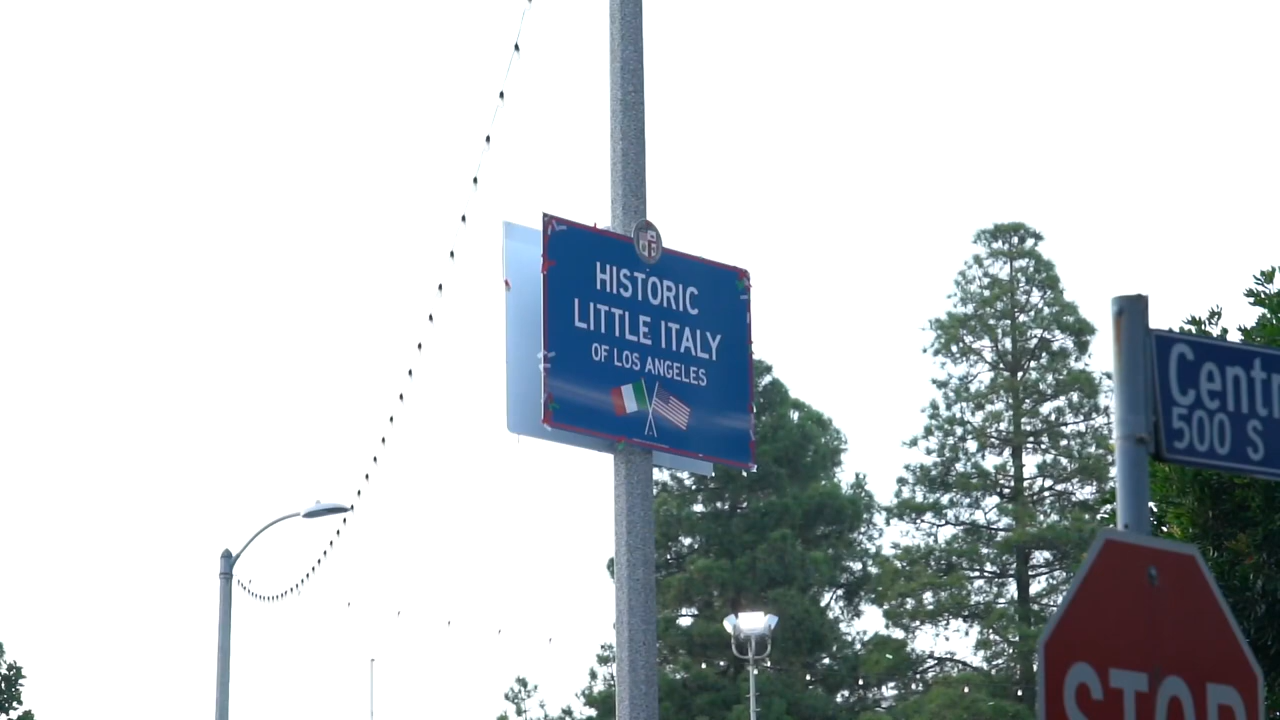 HISTORIC
LITTLE ITALY
OF LOS ANGELES
Centr
500 S
STOP